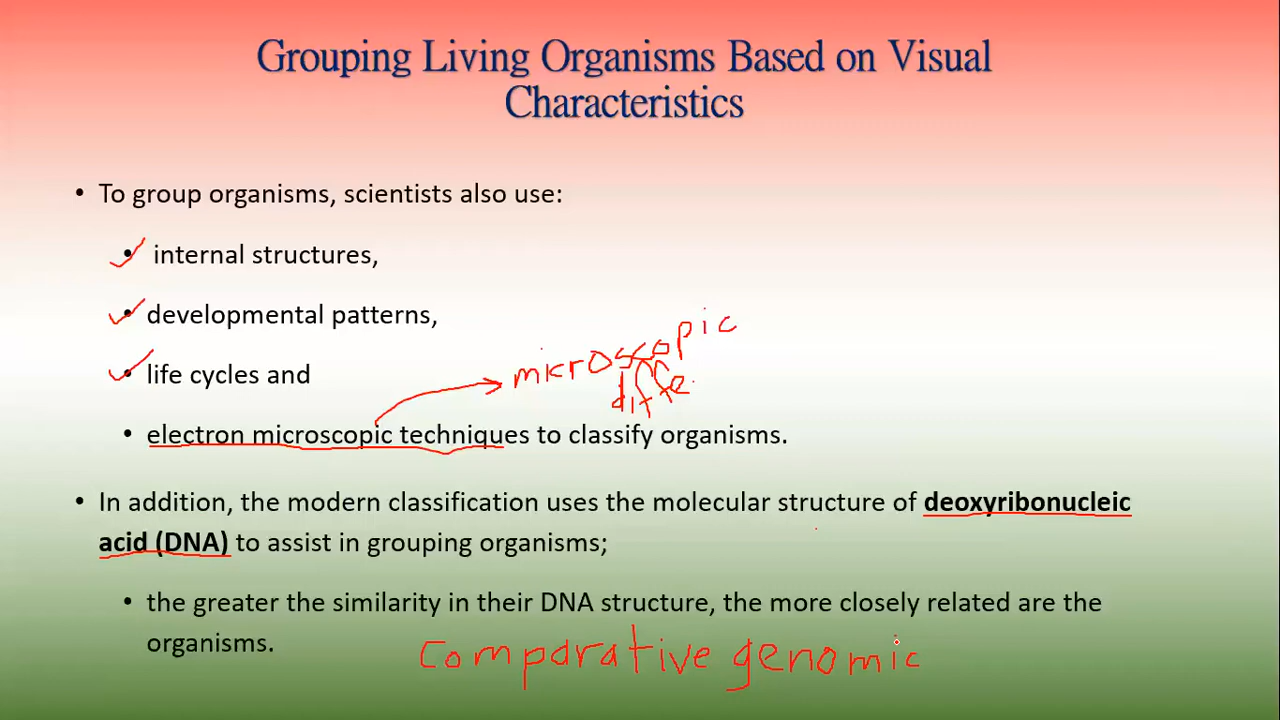 Grouping Living Organisms Based on Visual
Characteristics
• To group organisms, scientists also use:
• internal structures,
• developmental patterns,
microscopic
• life cycles and
diffe.
• electron microscopic techniques to classify organisms.
• In addition, the modern classification uses the molecular structure of deoxyribonucleic
acid (DNA) to assist in grouping organisms;
• the greater the similarity in their DNA structure, the more closely related are the
organisms.
comparative genomic